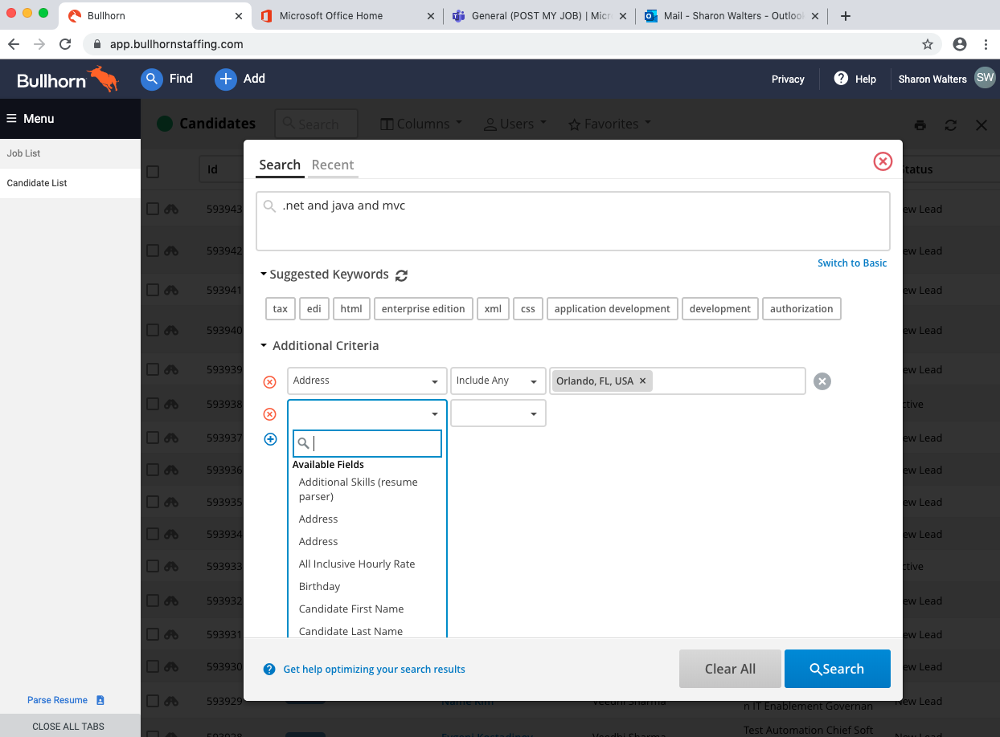 Bullhorn
Microsoft Office Home
General (POST MY JOB) | Micr
Mail - Sharon Walters - Outlook
app.bullhornstaffing.com
Bullhorn
Find
Add
Privacy
Help
Sharon Walters
SW
Menu
Candidates
Search
Columns
Users
Favorites
Job List
Candidate List
Id
Status
593943
ew Lead
593942
ew Lead
593941
ew Lead
593940
ew Lead
593939
ew Lead
593938
ctive
593937
ew Lead
593936
ew Lead
593935
ew Lead
593934
ew Lead
593933
ctive
593932
ew Lead
593931
ew Lead
593930
ew Lead
593929
Name Kim
Veedhi Sharma
n IT Enablement Governan
New Lead
593928
Evgeni Kostadinov
Veedhi Sharma
Test Automation Chief Soft
New Lead
Search
Recent
.net and java and mvc
Switch to Basic
Suggested Keywords
tax
edi
html
enterprise edition
xml
css
application development
development
authorization
Additional Criteria
Address
Include Any
Orlando, FL, USA
Available Fields
Additional Skills (resume
parser)
Address
Address
All Inclusive Hourly Rate
Birthday
Candidate First Name
Candidate Last Name
Get help optimizing your search results
Clear All
Search
Parse Resume
CLOSE ALL TABS